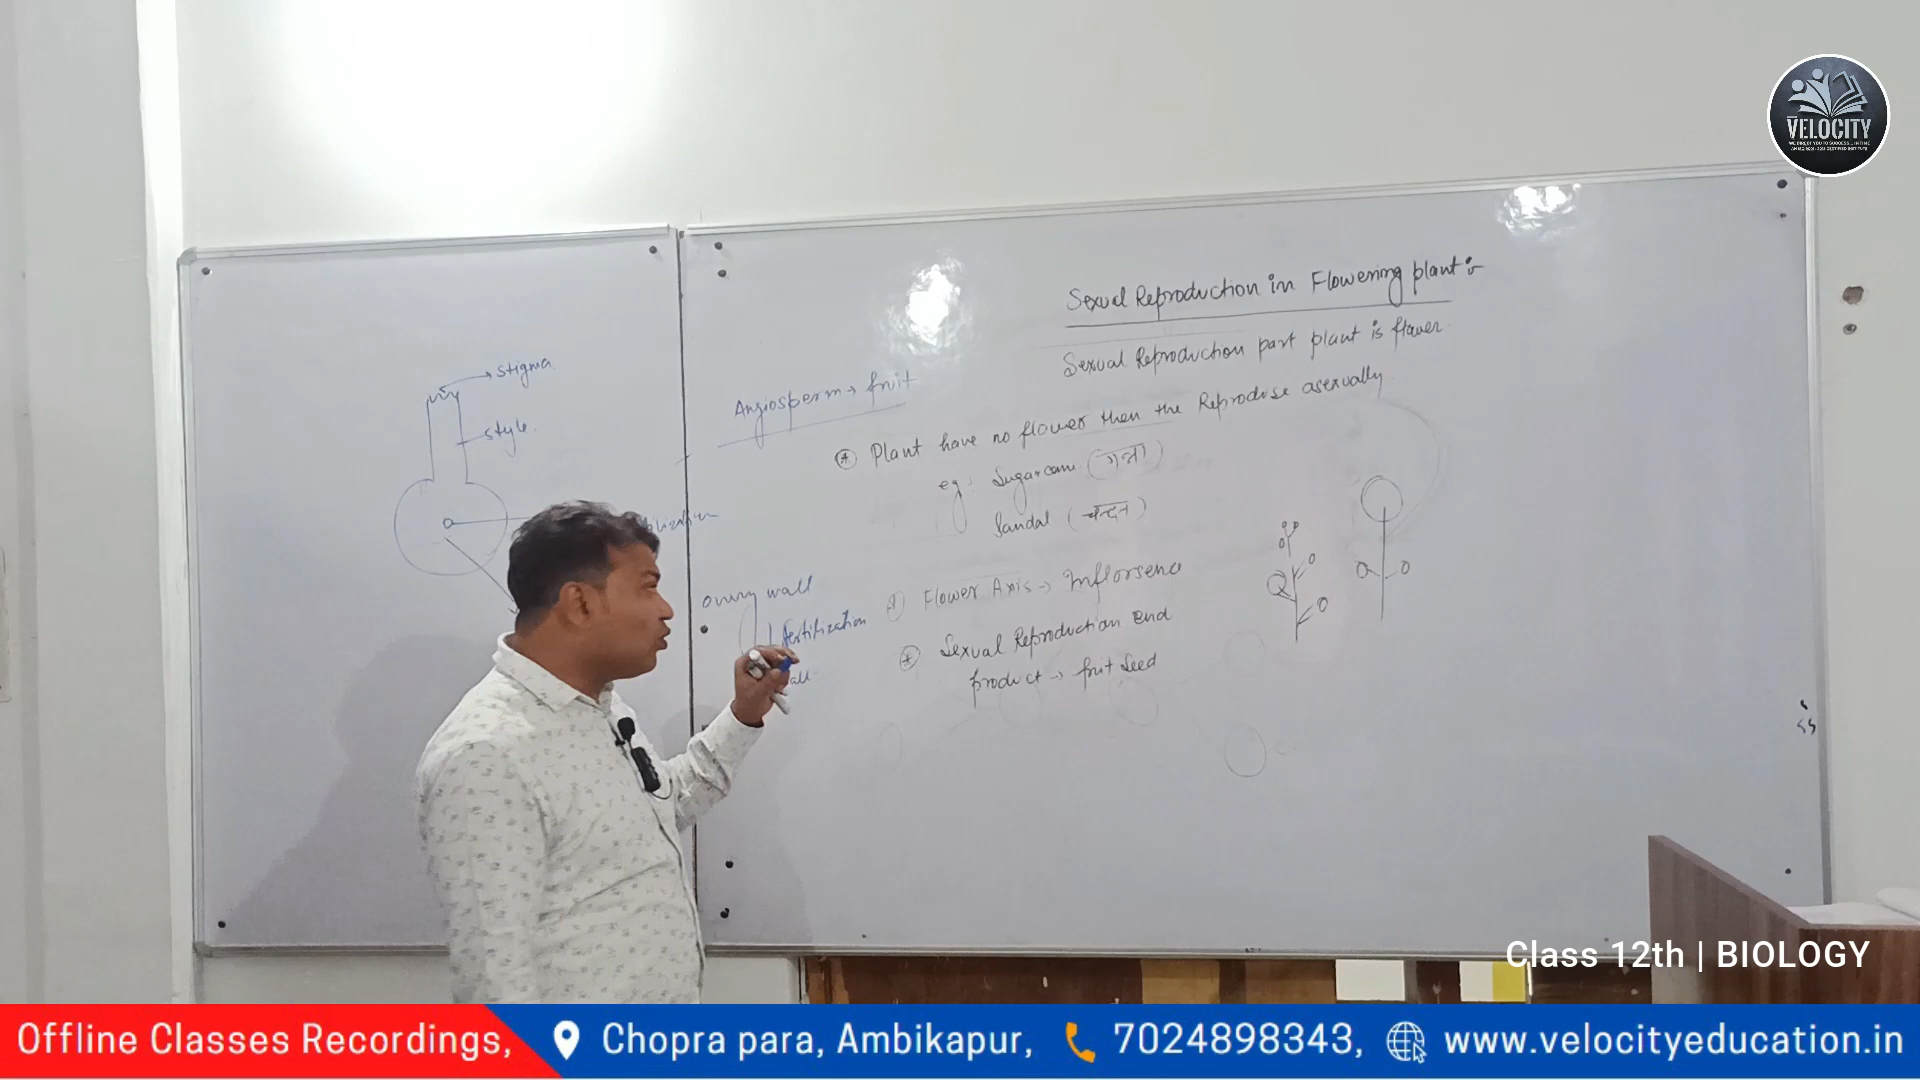 VELOCITY
Sexual Reproduction in Flowering plant :-
Sexual Reproduction part plant is flower
Angiosperm → fruit
Plant have no flower then the Reproduse asexually
eg: Sugarcane (गन्ना)
Sandal (चन्दन)
stigma
style
ovary wall
fertilization
Flower Axis → Inflorsence
Sexual Reproduction end
product → fruit seed
Class 12th | BIOLOGY
Offline Classes Recordings, Chopra para, Ambikapur, 7024898343, www.velocityeducation.in